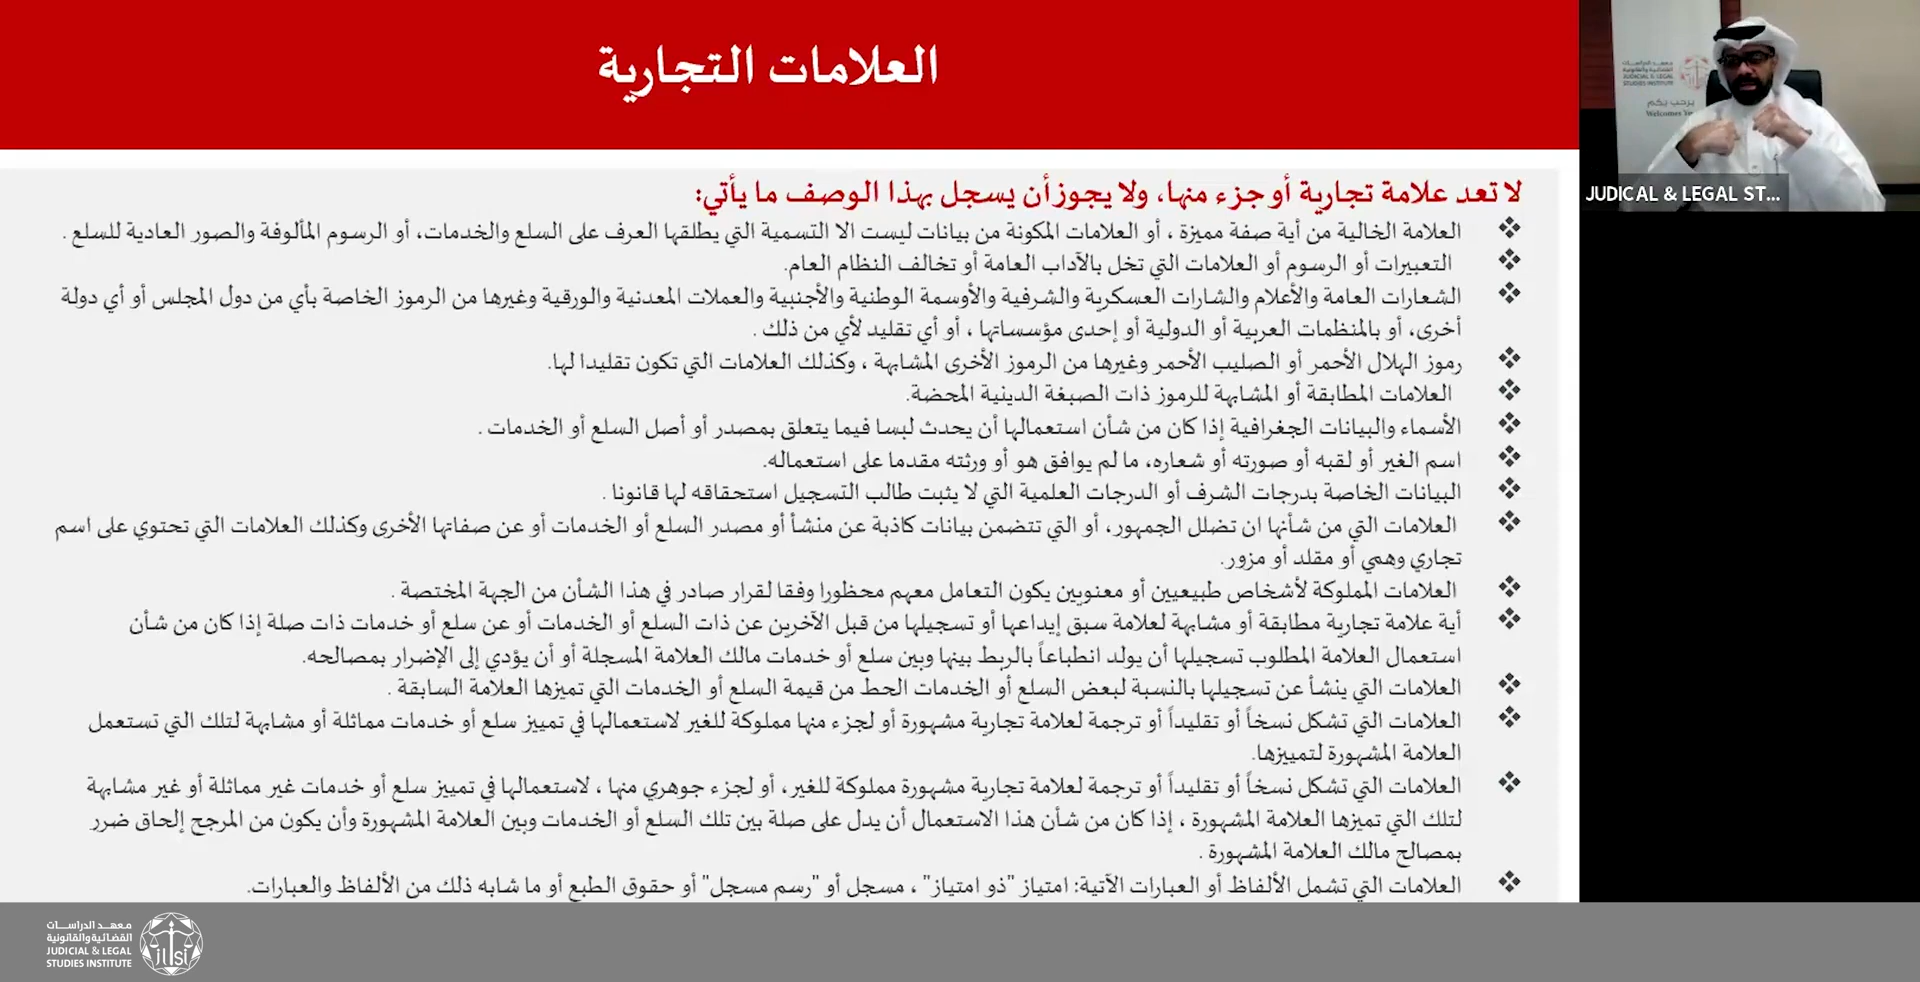 العلامات التجارية
لا تعد علامة تجارية أو جزء منها، ولا يجوز أن يسجل بهذا الوصف ما يأتي:
❖ العلامة الخالية من أية صفة مميزة ، أو العلامات المكونة من بيانات ليست الا التسمية التي يطلقها العرف على السلع والخدمات، أو الرسوم المألوفة والصور العادية للسلع .
❖ التعبيرات أو الرسوم أو العلامات التي تخل بالآداب العامة أو تخالف النظام العام.
❖ الشعارات العامة والأعلام والشارات العسكرية والشرفية والأوسمة الوطنية والأجنبية والعملات المعدنية والورقية وغيرها من الرموز الخاصة بأي من دول المجلس أو أي دولة
أخرى، أو بالمنظمات العربية أو الدولية أو إحدى مؤسساتها ، أو أي تقليد لأي من ذلك .
❖ رموز الهلال الأحمر أو الصليب الأحمر وغيرها من الرموز الأخرى المشابهة ، وكذلك العلامات التي تكون تقليدا لها.
❖ العلامات المطابقة أو المشابهة للرموز ذات الصبغة الدينية المحضة.
❖ الأسماء والبيانات الجغرافية إذا كان من شأن استعمالها أن يحدث لبسا فيما يتعلق بمصدر أو أصل السلع أو الخدمات .
❖ اسم الغير أو لقبه أو صورته أو شعاره، ما لم يوافق هو أو ورثته مقدما على استعماله.
❖ البيانات الخاصة بدرجات الشرف أو الدرجات العلمية التي لا يثبت طالب التسجيل استحقاقه لها قانونا .
❖ العلامات التي من شأنها ان تضلل الجمهور، أو التي تتضمن بيانات كاذبة عن منشأ أو مصدر السلع أو الخدمات أو عن صفاتها الأخرى وكذلك العلامات التي تحتوي على اسم
تجاري وهمي أو مقلد أو مزور.
❖ العلامات المملوكة لأشخاص طبيعيين أو معنويين يكون التعامل معهم محظورا وفقا لقرار صادر في هذا الشأن من الجهة المختصة .
❖ أية علامة تجارية مطابقة أو مشابهة لعلامة سبق إيداعها أو تسجيلها من قبل الآخرين عن ذات السلع أو الخدمات أو عن سلع أو خدمات ذات صلة إذا كان من شأن
استعمال العلامة المطلوب تسجيلها أن يولد انطباعاً بالربط بينها وبين سلع أو خدمات مالك العلامة المسجلة أو أن يؤدي إلى الإضرار بمصالحه.
❖ العلامات التي ينشأ عن تسجيلها بالنسبة لبعض السلع أو الخدمات الحط من قيمة السلع أو الخدمات التي تميزها العلامة السابقة .
❖ العلامات التي تشكل نسخاً أو تقليداً أو ترجمة لعلامة تجارية مشهورة أو لجزء منها مملوكة للغير لاستعمالها في تمييز سلع أو خدمات مماثلة أو مشابهة لتلك التي تستعمل
العلامة المشهورة لتمييزها.
❖ العلامات التي تشكل نسخاً أو تقليداً أو ترجمة لعلامة تجارية مشهورة مملوكة للغير، أو لجزء جوهري منها ، لاستعمالها في تمييز سلع أو خدمات غير مماثلة أو غير مشابهة
لتلك التي تميزها العلامة المشهورة ، إذا كان من شأن هذا الاستعمال أن يدل على صلة بين تلك السلع أو الخدمات وبين العلامة المشهورة وأن يكون من المرجح إلحاق ضرر
بمصالح مالك العلامة المشهورة .
❖ العلامات التي تشمل الألفاظ أو العبارات الآتية: امتياز "ذو امتياز" ، مسجل أو "رسم مسجل" أو حقوق الطبع أو ما شابه ذلك من الألفاظ والعبارات.
معهد الدراسات
القضائية والقانونية
JUDICIAL & LEGAL
STUDIES INSTITUTE
jlsi
معهد الدراسات
القضائية والقانونية
JUDICIAL & LEGAL
STUDIES INSTITUTE
يرحب بكم
Welcomes
JUDICAL & LEGAL ST...